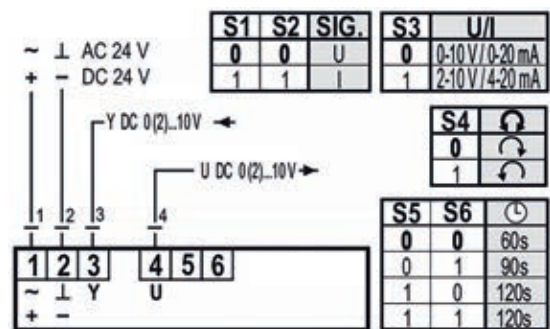 ~ ⊥ AC 24 V
+ − DC 24 V
Y DC 0(2)...10V
U DC 0(2)...10V
1 2 3 4
1 2 3 4 5 6
~ ⊥ Y U
+ −
S1 S2 SIG.
0 0 U
1 1 I
S3 U/I
0 0-10 V / 0-20 mA
1 2-10 V / 4-20 mA
S4
0
1
S5 S6
0 0 60s
0 1 90s
1 0 120s
1 1 120s